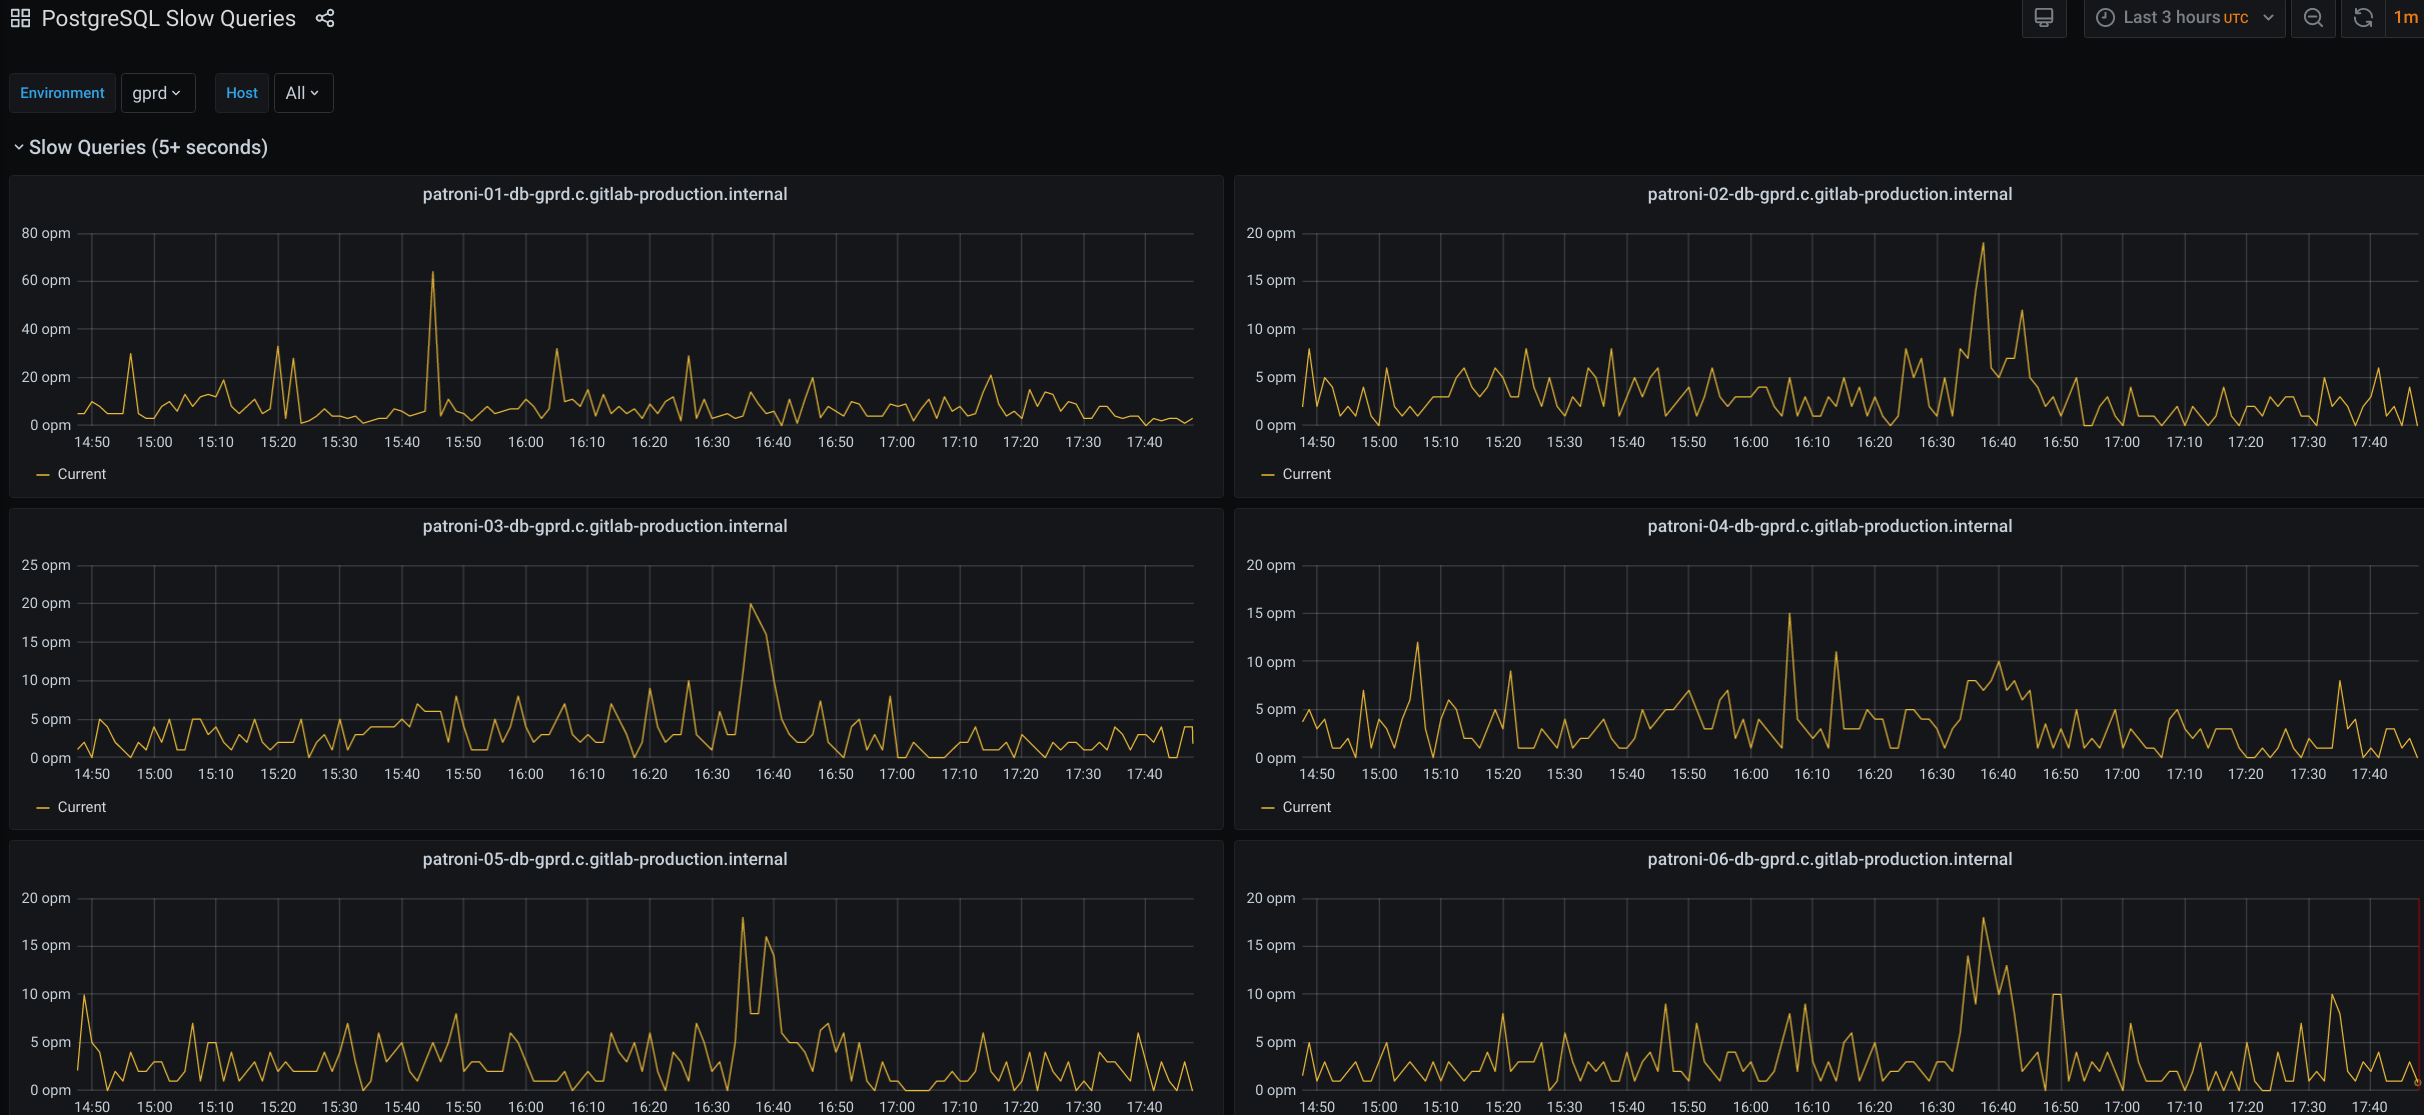 PostgreSQL Slow Queries
Last 3 hours UTC
1m
Environment gprd Host All
Slow Queries (5+ seconds)
patroni-01-db-gprd.c.gitlab-production.internal
80 opm
60 opm
40 opm
20 opm
0 opm
14:50 15:00 15:10 15:20 15:30 15:40 15:50 16:00 16:10 16:20 16:30 16:40 16:50 17:00 17:10 17:20 17:30 17:40
Current
patroni-02-db-gprd.c.gitlab-production.internal
20 opm
15 opm
10 opm
5 opm
0 opm
14:50 15:00 15:10 15:20 15:30 15:40 15:50 16:00 16:10 16:20 16:30 16:40 16:50 17:00 17:10 17:20 17:30 17:40
Current
patroni-03-db-gprd.c.gitlab-production.internal
25 opm
20 opm
15 opm
10 opm
5 opm
0 opm
14:50 15:00 15:10 15:20 15:30 15:40 15:50 16:00 16:10 16:20 16:30 16:40 16:50 17:00 17:10 17:20 17:30 17:40
Current
patroni-04-db-gprd.c.gitlab-production.internal
20 opm
15 opm
10 opm
5 opm
0 opm
14:50 15:00 15:10 15:20 15:30 15:40 15:50 16:00 16:10 16:20 16:30 16:40 16:50 17:00 17:10 17:20 17:30 17:40
Current
patroni-05-db-gprd.c.gitlab-production.internal
20 opm
15 opm
10 opm
5 opm
0 opm
14:50 15:00 15:10 15:20 15:30 15:40 15:50 16:00 16:10 16:20 16:30 16:40 16:50 17:00 17:10 17:20 17:30 17:40
patroni-06-db-gprd.c.gitlab-production.internal
20 opm
15 opm
10 opm
5 opm
0 opm
14:50 15:00 15:10 15:20 15:30 15:40 15:50 16:00 16:10 16:20 16:30 16:40 16:50 17:00 17:10 17:20 17:30 17:40